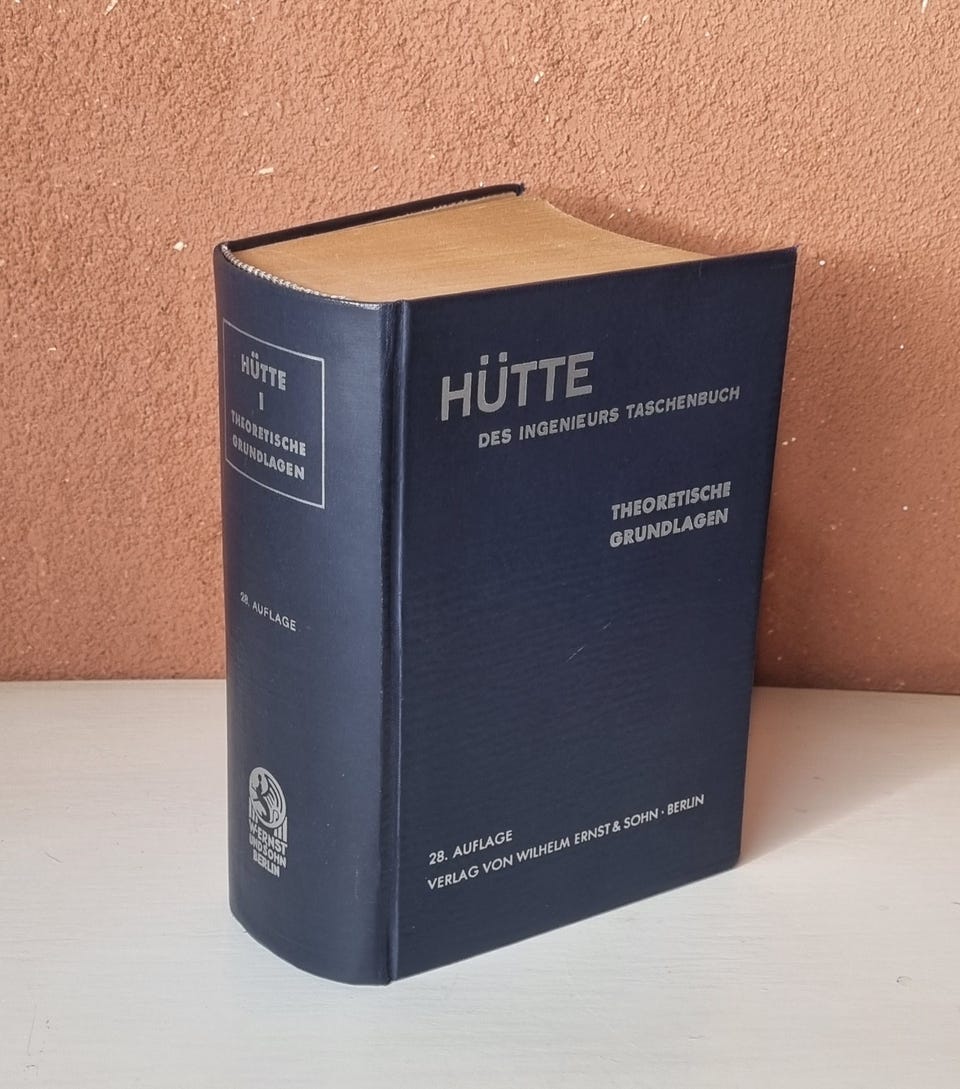 HÜTTE
I
THEORETISCHE
GRUNDLAGEN
28. AUFLAGE
W. ERNST
UND SOHN
BERLIN
HÜTTE
DES INGENIEURS TASCHENBUCH
THEORETISCHE
GRUNDLAGEN
28. AUFLAGE
VERLAG VON WILHELM ERNST & SOHN · BERLIN